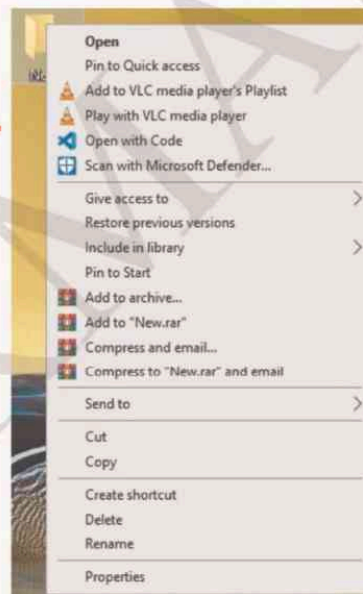 Open
Pin to Quick access
Add to VLC media player's Playlist
Play with VLC media player
Open with Code
Scan with Microsoft Defender...
Give access to
Restore previous versions
Include in library
Pin to Start
Add to archive...
Add to "New.rar"
Compress and email...
Compress to "New.rar" and email
Send to
Cut
Copy
Create shortcut
Delete
Rename
Properties